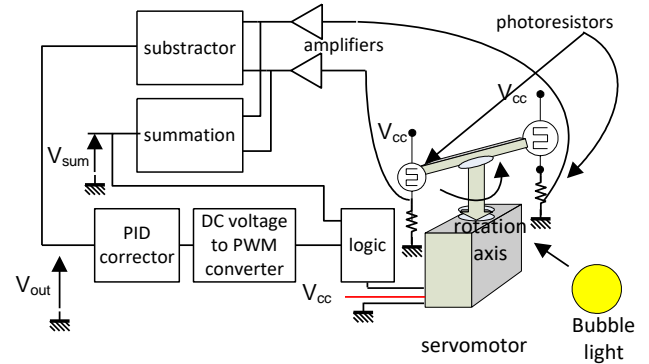 photoresistors
substractor
amplifiers
Vcc
Vcc
summation
Vsum
PID
corrector
DC voltage
to PWM
converter
logic
rotation
axis
Vout
Vcc
Bubble
light
servomotor